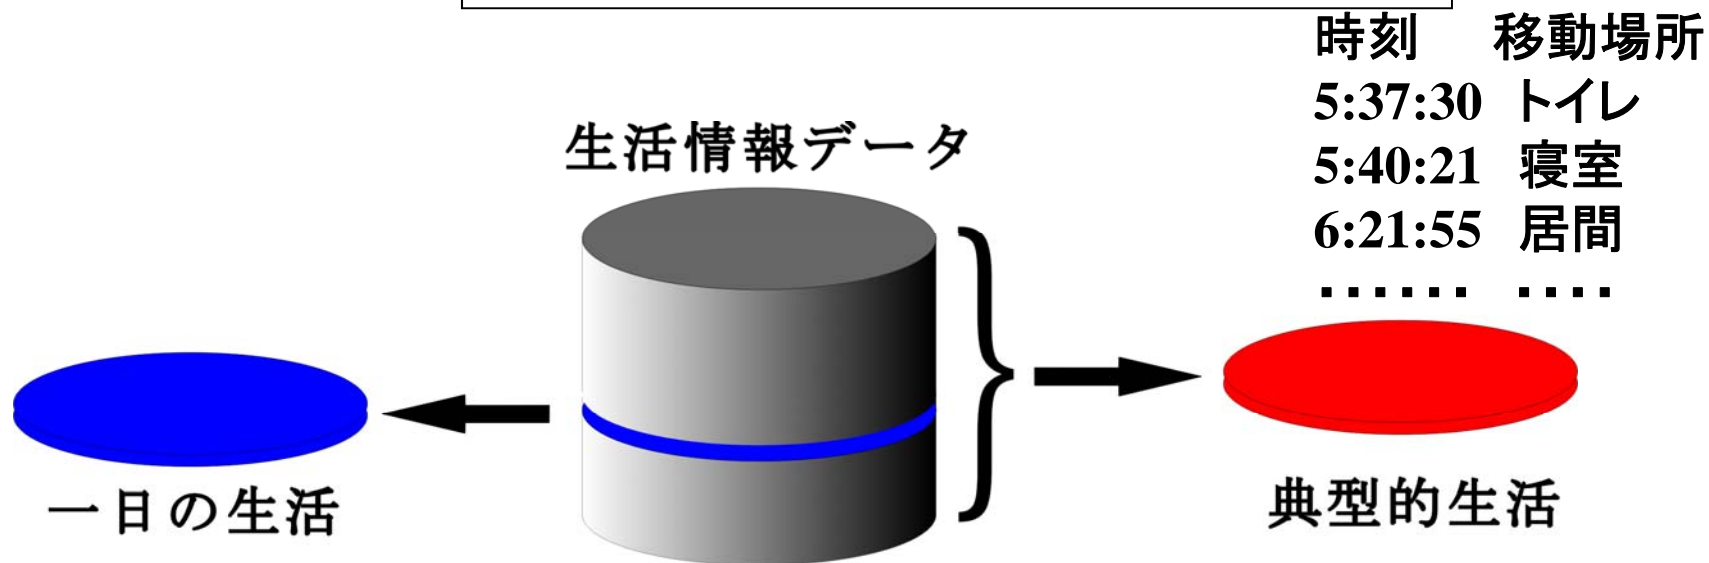 時刻 移動場所
5:37:30 トイレ
5:40:21 寝室
6:21:55 居間
・・・・・・ ・・・・
生活情報データ
一日の生活
典型的生活